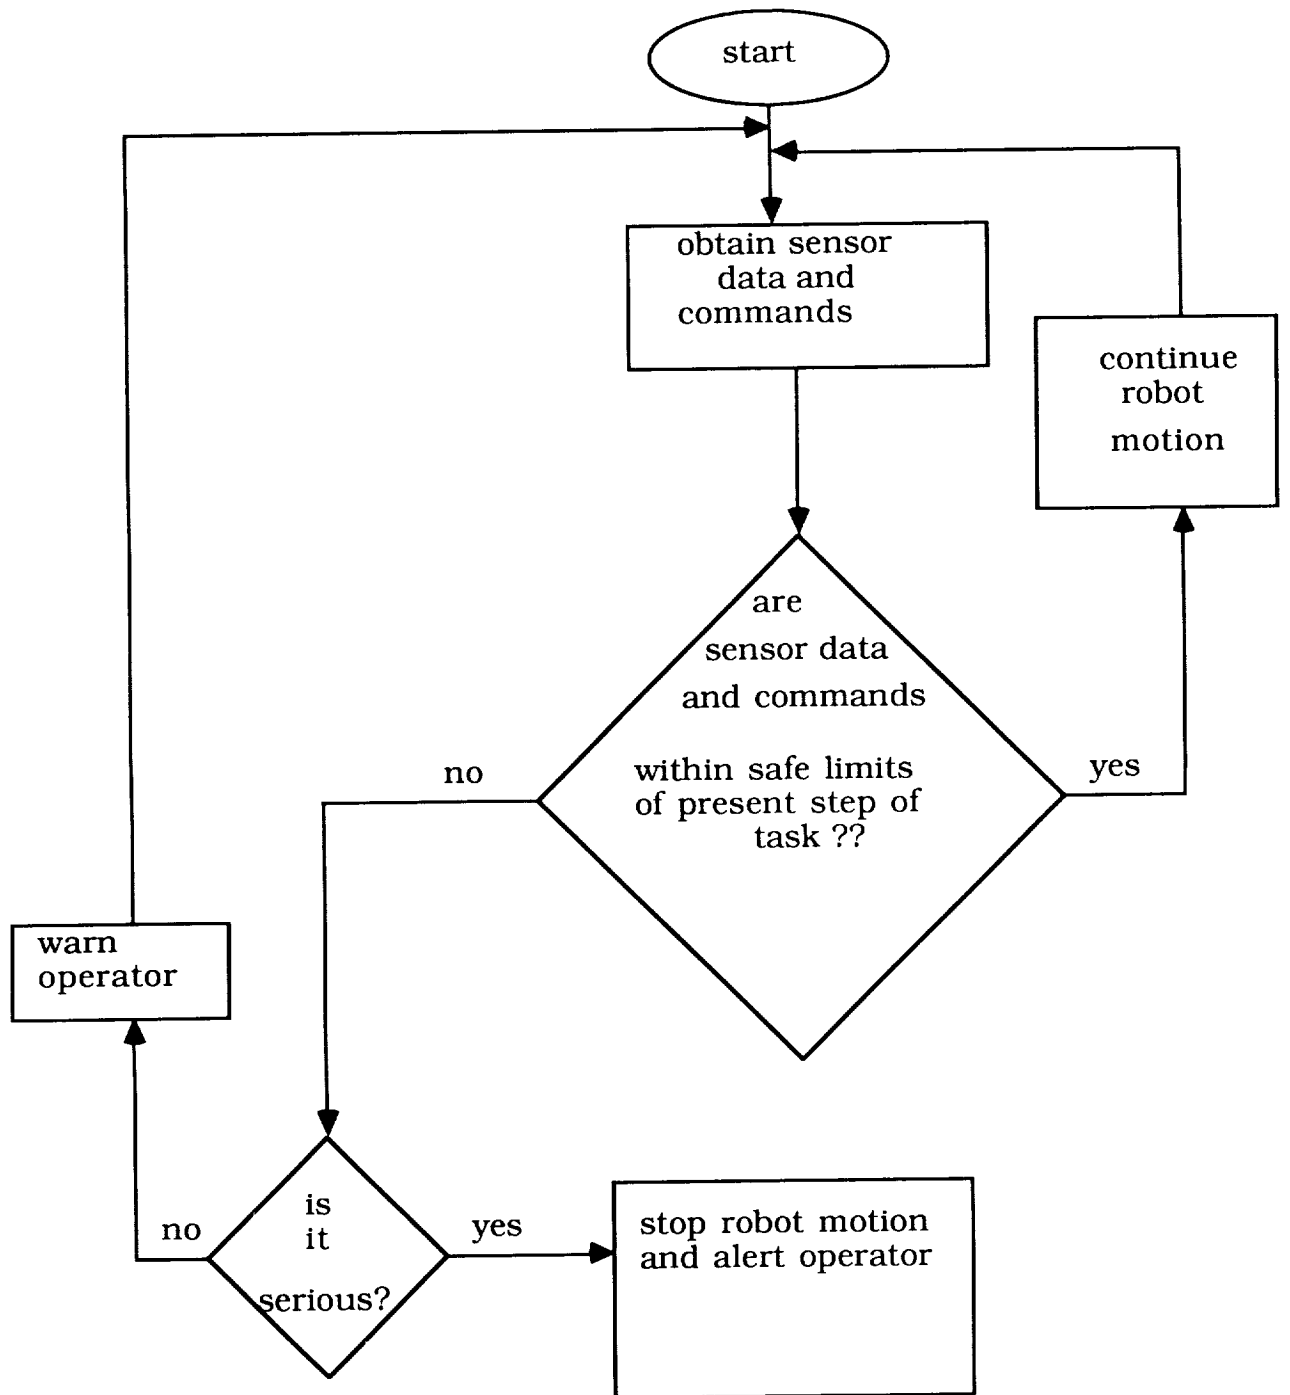 start
obtain sensor
data and
commands
continue
robot
motion
are
sensor data
and commands
within safe limits
of present step of
task ??
no
yes
warn
operator
is
it
serious?
no
yes
stop robot motion
and alert operator